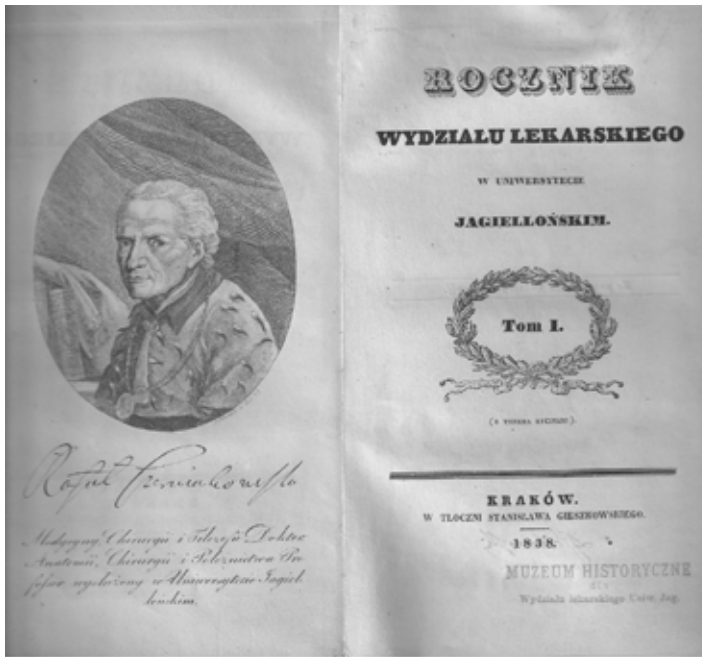 Rafał Czerniakowski
Medycyny, Chirurgii i Filozofii Doktor
Anatomii, Chirurgii i Położnictwa Pro-
fessor wysłużony w Uniwersytecie Jagiel-
lońskim.
ROCZNIK
WYDZIAŁU LEKARSKIEGO
W UNIWERSYTECIE
JAGIELLOŃSKIM.
Tom I.
KRAKÓW.
W TŁOCZNI STANISŁAWA GIESZKOWSKIEGO.
1838.
MUZEUM HISTORYCZNE
Wydziału lekarskiego Uniw. Jag.